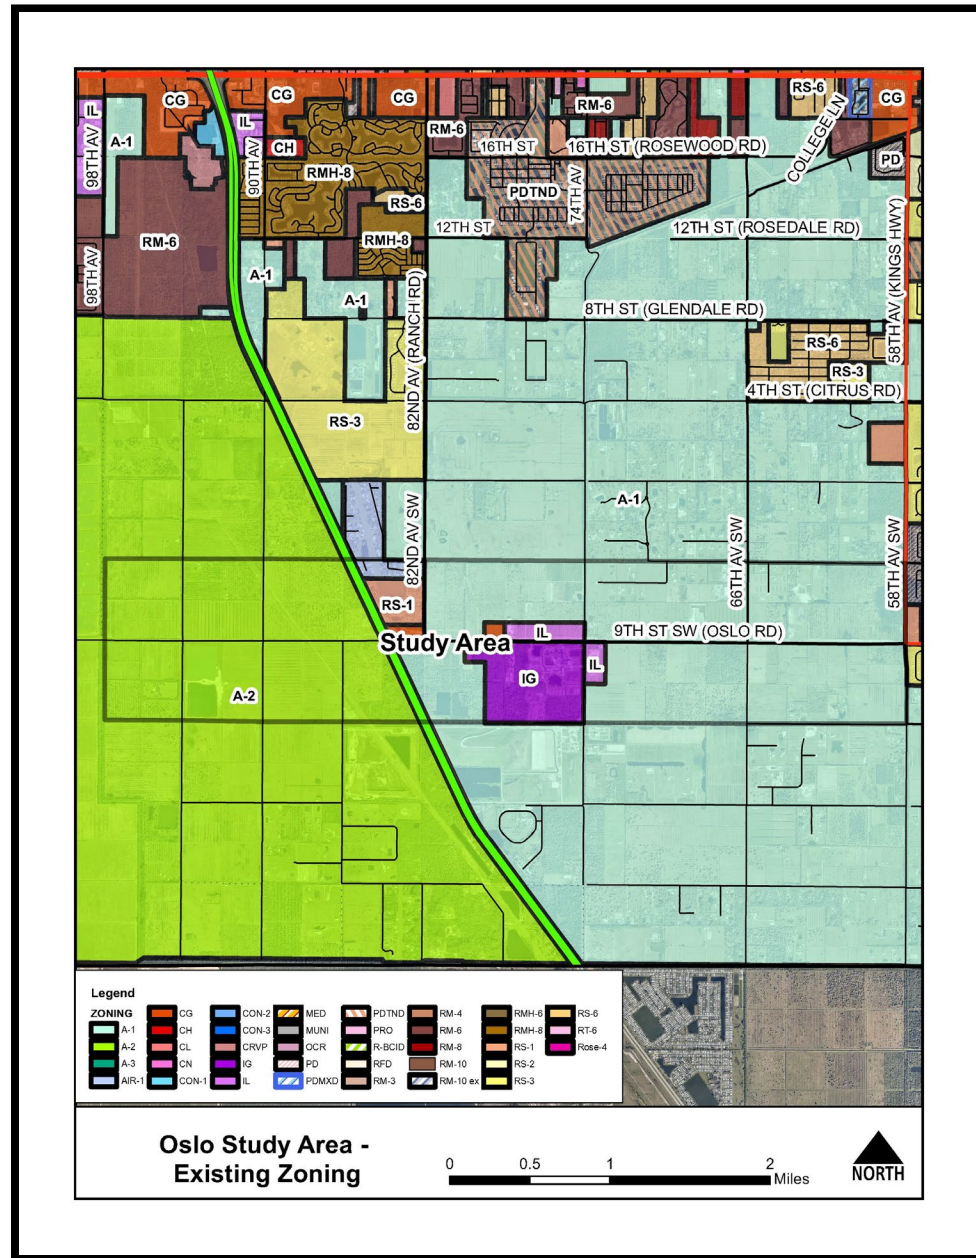 CG
CG
CG
RM-6
RS-6
CG
IL
A-1
98TH AV
IL
90TH AV
CH
RMH-8
RM-6
16TH ST
16TH ST (ROSEWOOD RD)
COLLEGE LN
PD
PDTND
74TH AV
RS-6
RM-6
RMH-8
12TH ST
12TH ST (ROSEDALE RD)
98TH AV
A-1
A-1
82ND AV (RANCH RD)
8TH ST (GLENDALE RD)
58TH AV (KINGS HWY)
RS-6
RS-3
4TH ST (CITRUS RD)
RS-3
A-1
82ND AV SW
66TH AV SW
58TH AV SW
RS-1
Study Area
IL
9TH ST SW (OSLO RD)
IG
IL
A-2
Legend
ZONING
A-1
A-2
A-3
AIR-1
CG
CH
CL
CN
CON-1
CON-2
CON-3
CRVP
IG
IL
MED
MUNI
OCR
PD
PDMXD
PDTND
PRO
R-BCID
RFD
RM-3
RM-4
RM-6
RM-8
RM-10
RM-10 ex
RMH-6
RMH-8
RS-1
RS-2
RS-3
RS-6
RT-6
Rose-4
Oslo Study Area -
Existing Zoning
0 0.5 1 2
Miles
NORTH